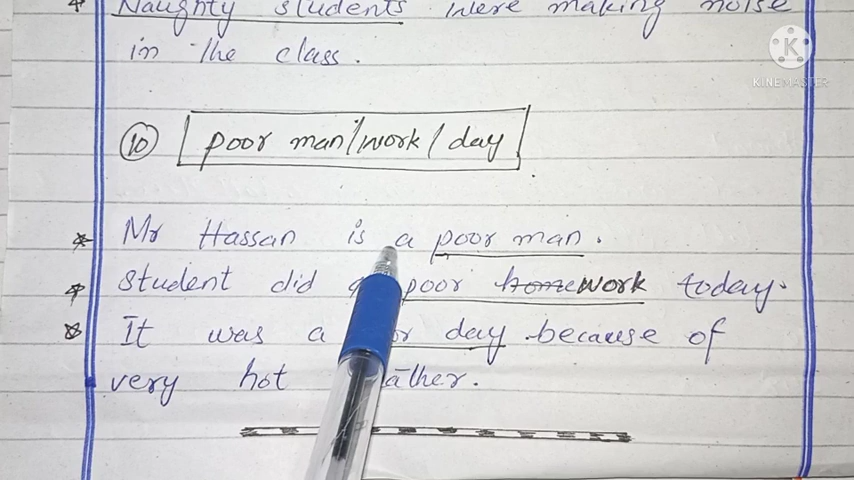 Naughty students were making noise
in the class.
10 poor man/work/day
Mr Hassan is a poor man.
student did poor homework today.
It was a day because of
very hot
K
KINEMASTER